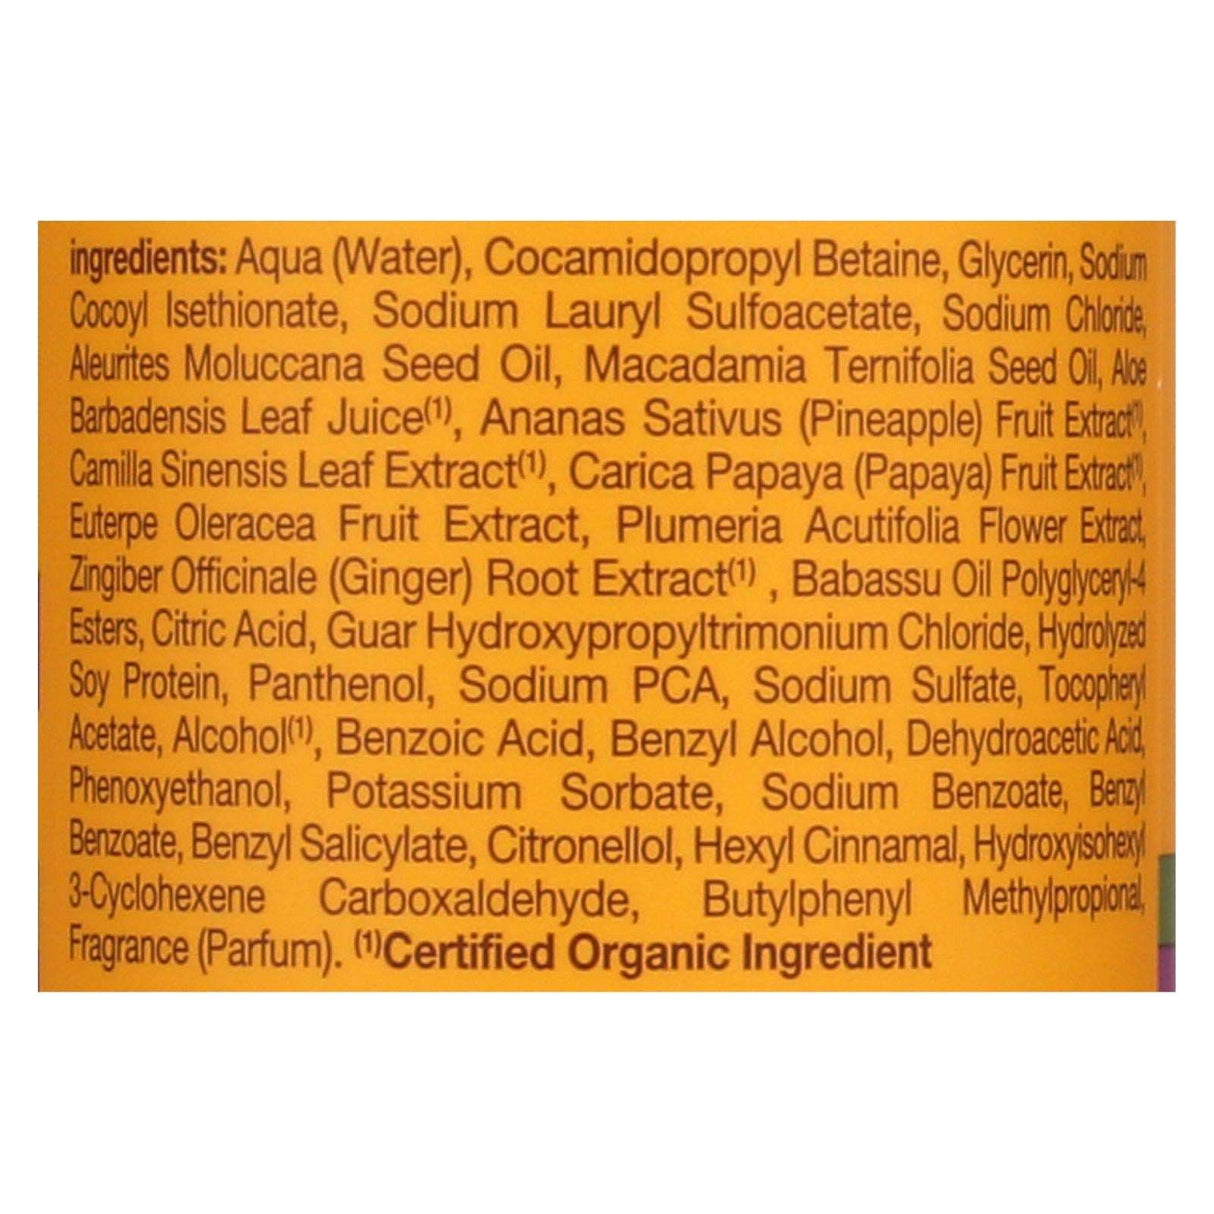 ingredients: Aqua (Water), Cocamidopropyl Betaine, Glycerin, Sodium
Cocoyl Isethionate, Sodium Lauryl Sulfoacetate, Sodium Chloride,
Aleurites Moluccana Seed Oil, Macadamia Ternifolia Seed Oil, Aloe
Barbadensis Leaf Juice⁽¹⁾, Ananas Sativus (Pineapple) Fruit Extract⁽¹⁾,
Camilla Sinensis Leaf Extract⁽¹⁾, Carica Papaya (Papaya) Fruit Extract⁽¹⁾,
Euterpe Oleracea Fruit Extract, Plumeria Acutifolia Flower Extract,
Zingiber Officinale (Ginger) Root Extract⁽¹⁾ , Babassu Oil Polyglyceryl-4
Esters, Citric Acid, Guar Hydroxypropyltrimonium Chloride, Hydrolyzed
Soy Protein, Panthenol, Sodium PCA, Sodium Sulfate, Tocopheryl
Acetate, Alcohol⁽¹⁾, Benzoic Acid, Benzyl Alcohol, Dehydroacetic Acid,
Phenoxyethanol, Potassium Sorbate, Sodium Benzoate, Benzyl
Benzoate, Benzyl Salicylate, Citronellol, Hexyl Cinnamal, Hydroxyisohexyl
3-Cyclohexene Carboxaldehyde, Butylphenyl Methylpropional,
Fragrance (Parfum). ⁽¹⁾Certified Organic Ingredient